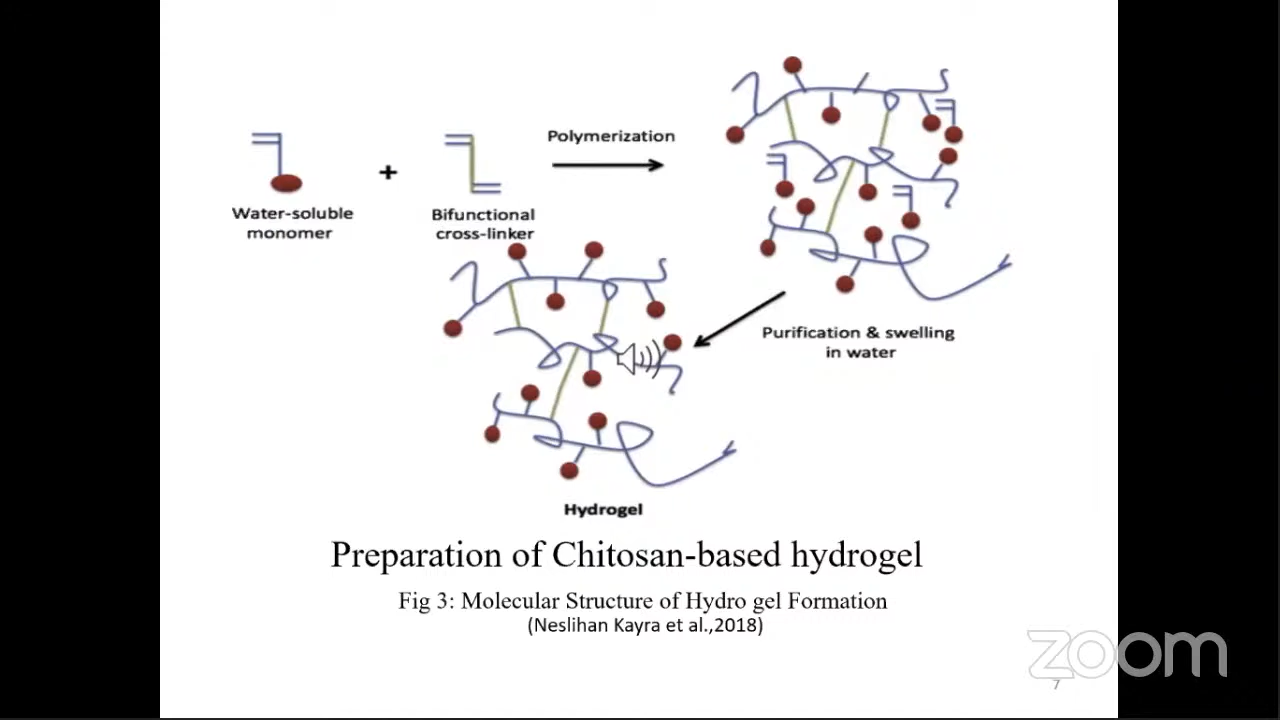 Polymerization
+
Water-soluble
monomer
Bifunctional
cross-linker
Purification & swelling
in water
Hydrogel
Preparation of Chitosan-based hydrogel
Fig 3: Molecular Structure of Hydro gel Formation
(Neslihan Kayra et al.,2018)
zoom
7